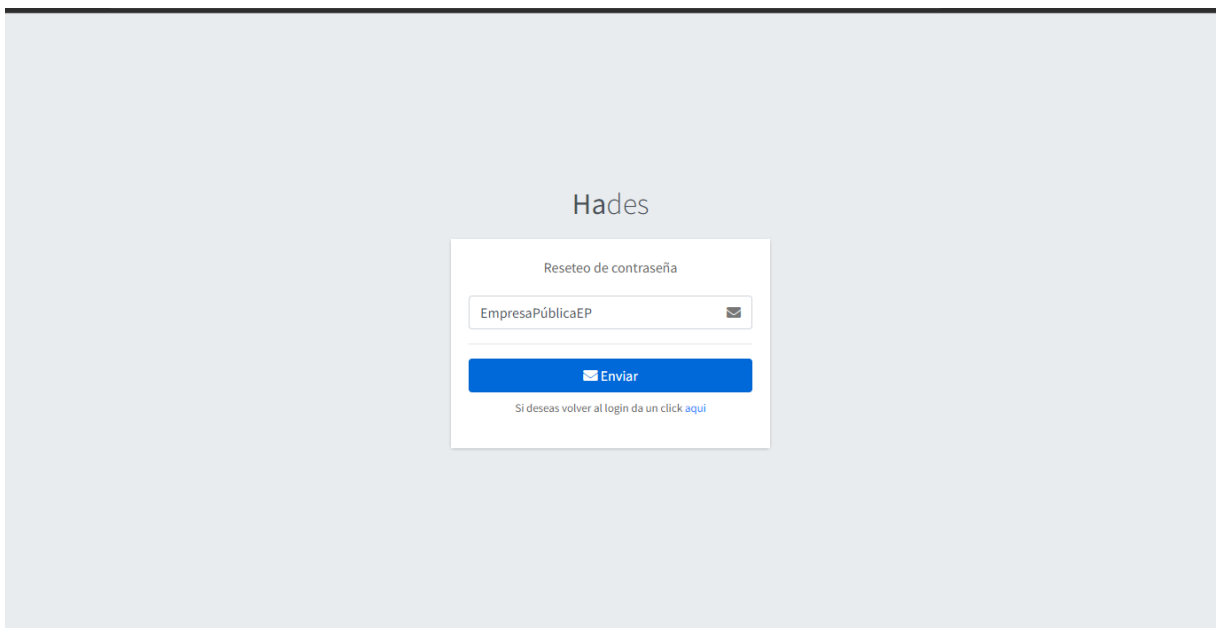 Hades
Reseteo de contraseña
EmpresaPúblicaEP
Enviar
Si deseas volver al login da un click aqui